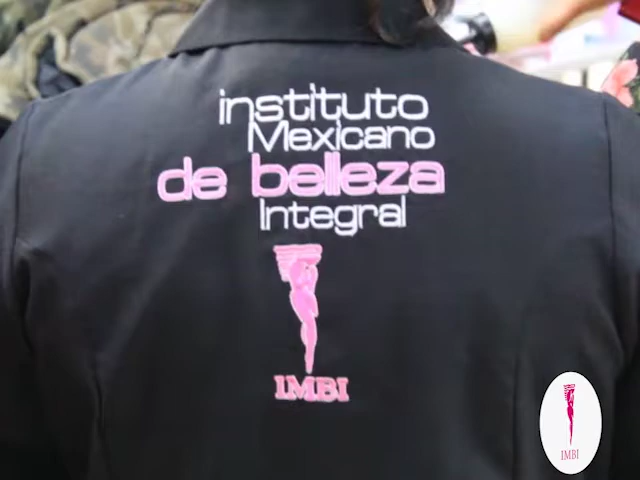 instituto
Mexicano
de belleza
Integral
IMBI
IMBI